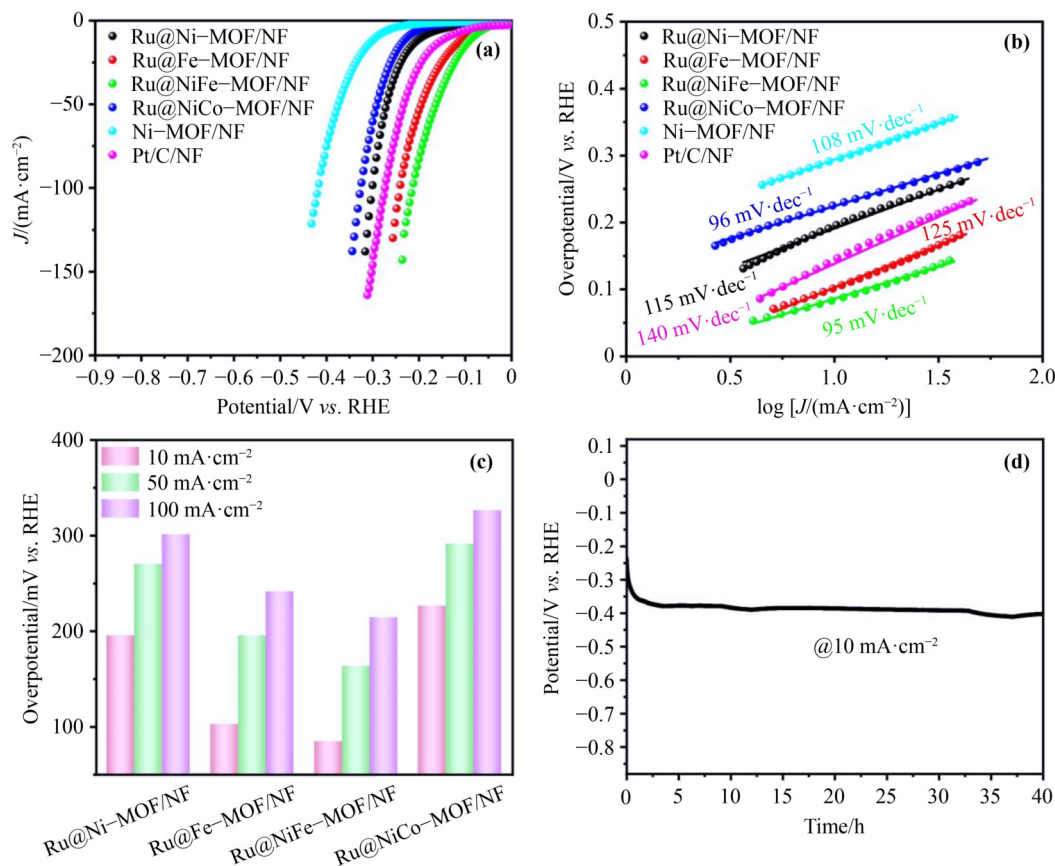 (a)
Ru@Ni−MOF/NF
Ru@Fe−MOF/NF
Ru@NiFe−MOF/NF
Ru@NiCo−MOF/NF
Ni−MOF/NF
Pt/C/NF
0
−50
−100
−150
−200
J/(mA·cm⁻²)
−0.9 −0.8 −0.7 −0.6 −0.5 −0.4 −0.3 −0.2 −0.1 0
Potential/V vs. RHE
(b)
Ru@Ni−MOF/NF
Ru@Fe−MOF/NF
Ru@NiFe−MOF/NF
Ru@NiCo−MOF/NF
Ni−MOF/NF
Pt/C/NF
108 mV·dec⁻¹
96 mV·dec⁻¹
125 mV·dec⁻¹
115 mV·dec⁻¹
140 mV·dec⁻¹
95 mV·dec⁻¹
0.5
0.4
0.3
0.2
0.1
0
Overpotential/V vs. RHE
0 0.5 1.0 1.5 2.0
log [J/(mA·cm⁻²)]
(c)
10 mA·cm⁻²
50 mA·cm⁻²
100 mA·cm⁻²
400
300
200
100
Overpotential/mV vs. RHE
Ru@Ni−MOF/NF
Ru@Fe−MOF/NF
Ru@NiFe−MOF/NF
Ru@NiCo−MOF/NF
(d)
0.1
0
−0.1
−0.2
−0.3
−0.4
−0.5
−0.6
−0.7
−0.8
Potential/V vs. RHE
@10 mA·cm⁻²
0 5 10 15 20 25 30 35 40
Time/h